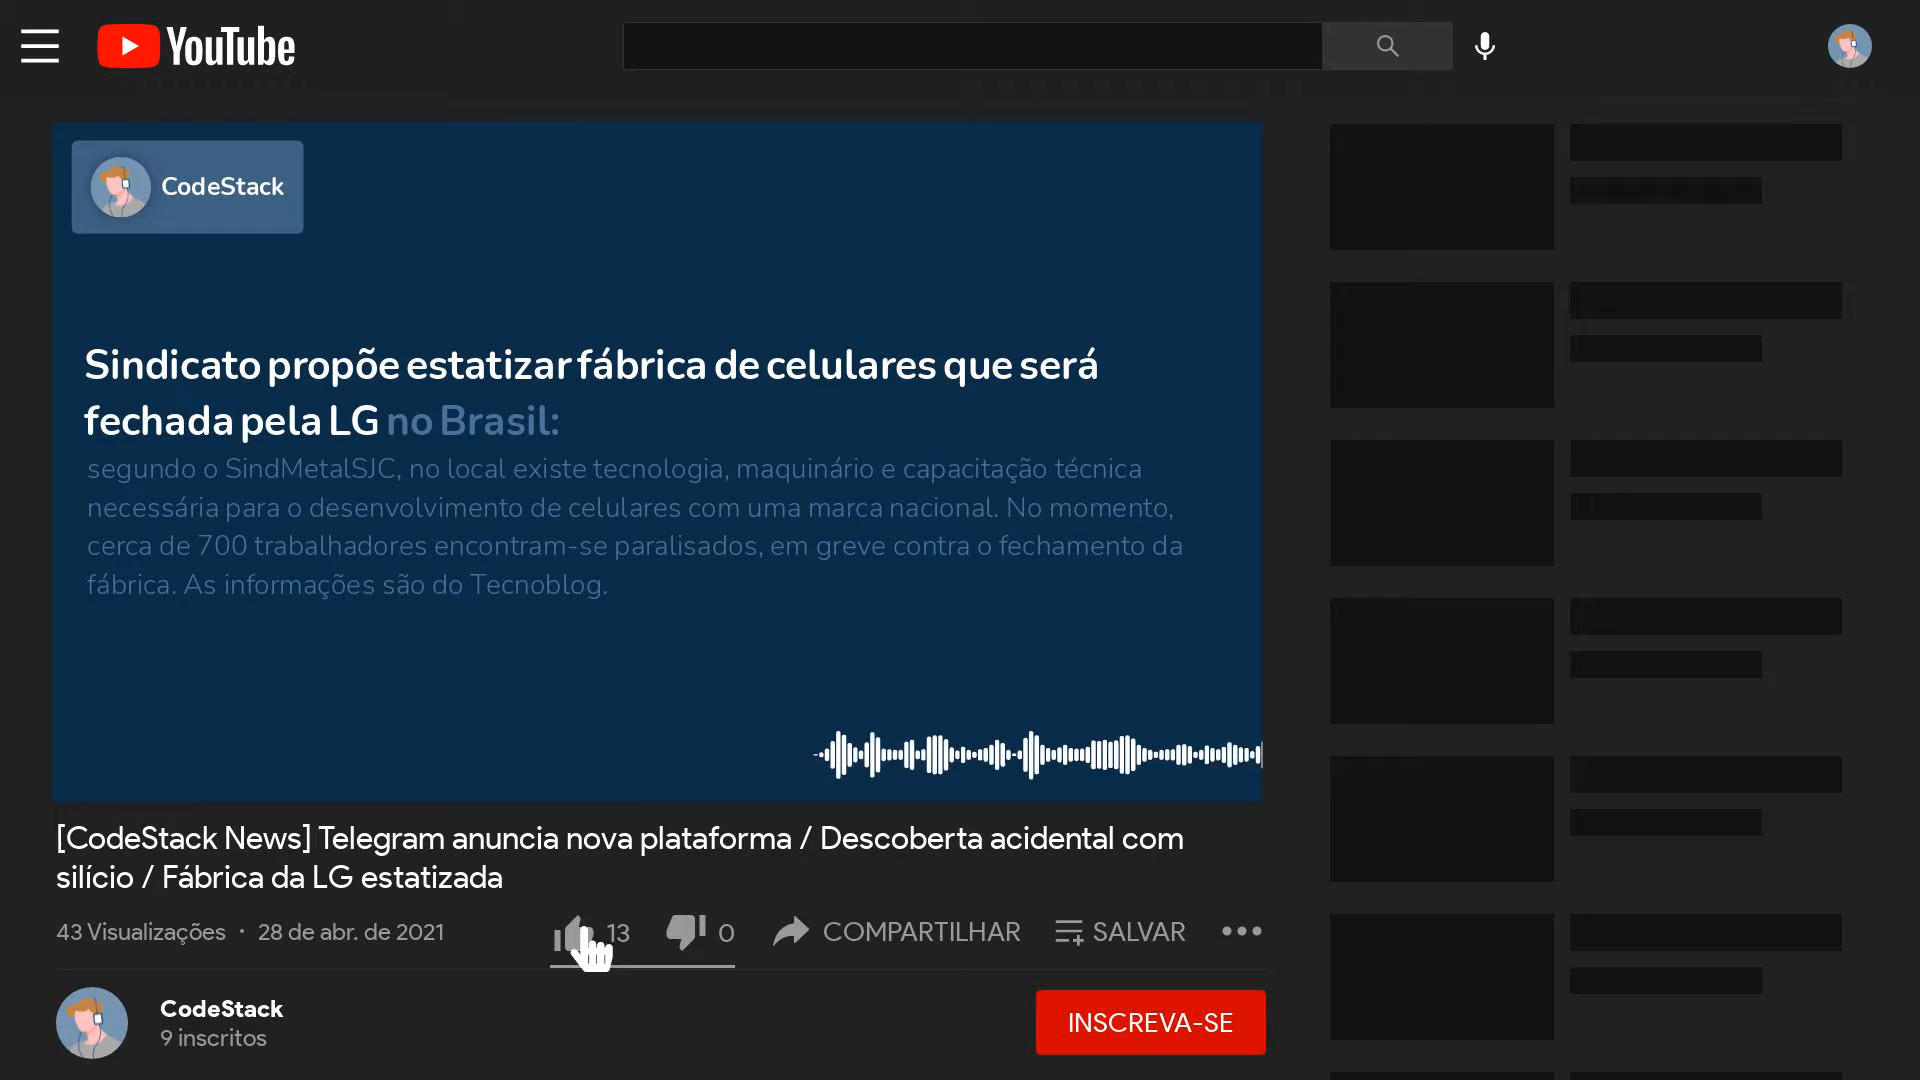 YouTube
CodeStack
Sindicato propõe estatizar fábrica de celulares que será
fechada pela LG no Brasil:
segundo o SindMetalSJC, no local existe tecnologia, maquinário e capacitação técnica
necessária para o desenvolvimento de celulares com uma marca nacional. No momento,
cerca de 700 trabalhadores encontram-se paralisados, em greve contra o fechamento da
fábrica. As informações são do Tecnoblog.
[CodeStack News] Telegram anuncia nova plataforma / Descoberta acidental com
silício / Fábrica da LG estatizada
43 Visualizações • 28 de abr. de 2021 13 0 COMPARTILHAR SALVAR
CodeStack
9 inscritos
INSCREVA-SE